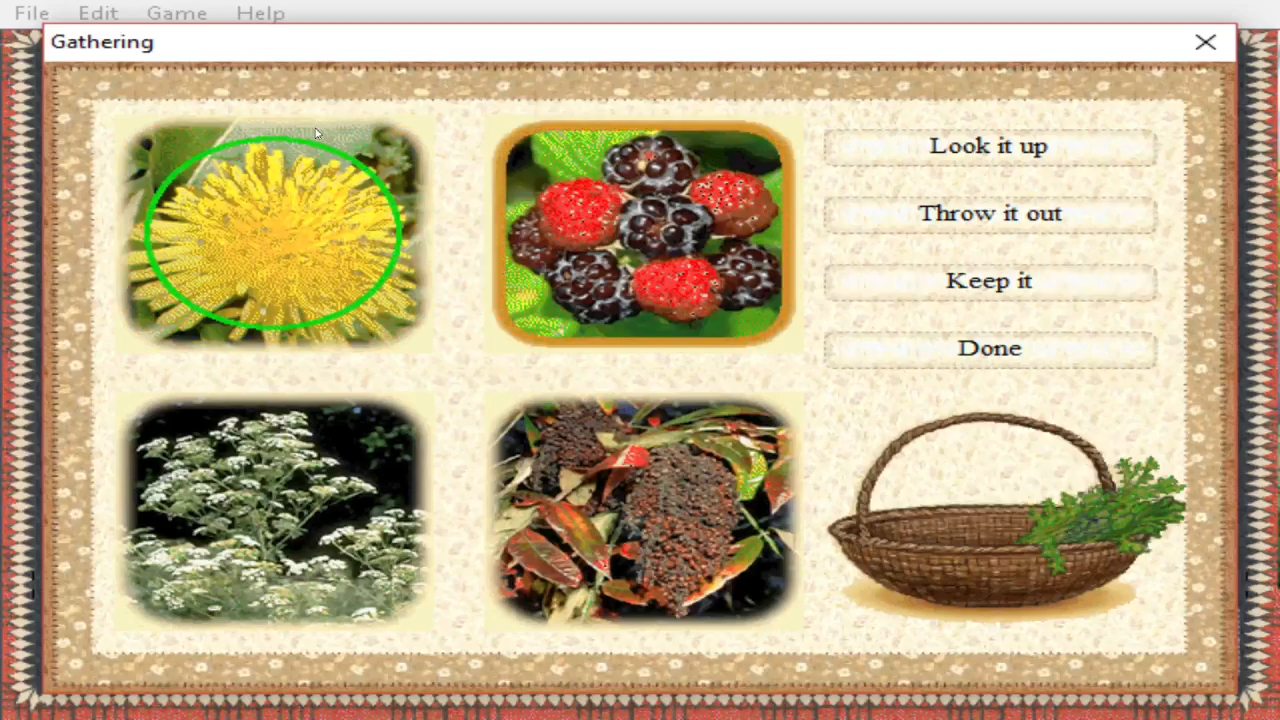 File Edit Game Help
Gathering
Look it up
Throw it out
Keep it
Done